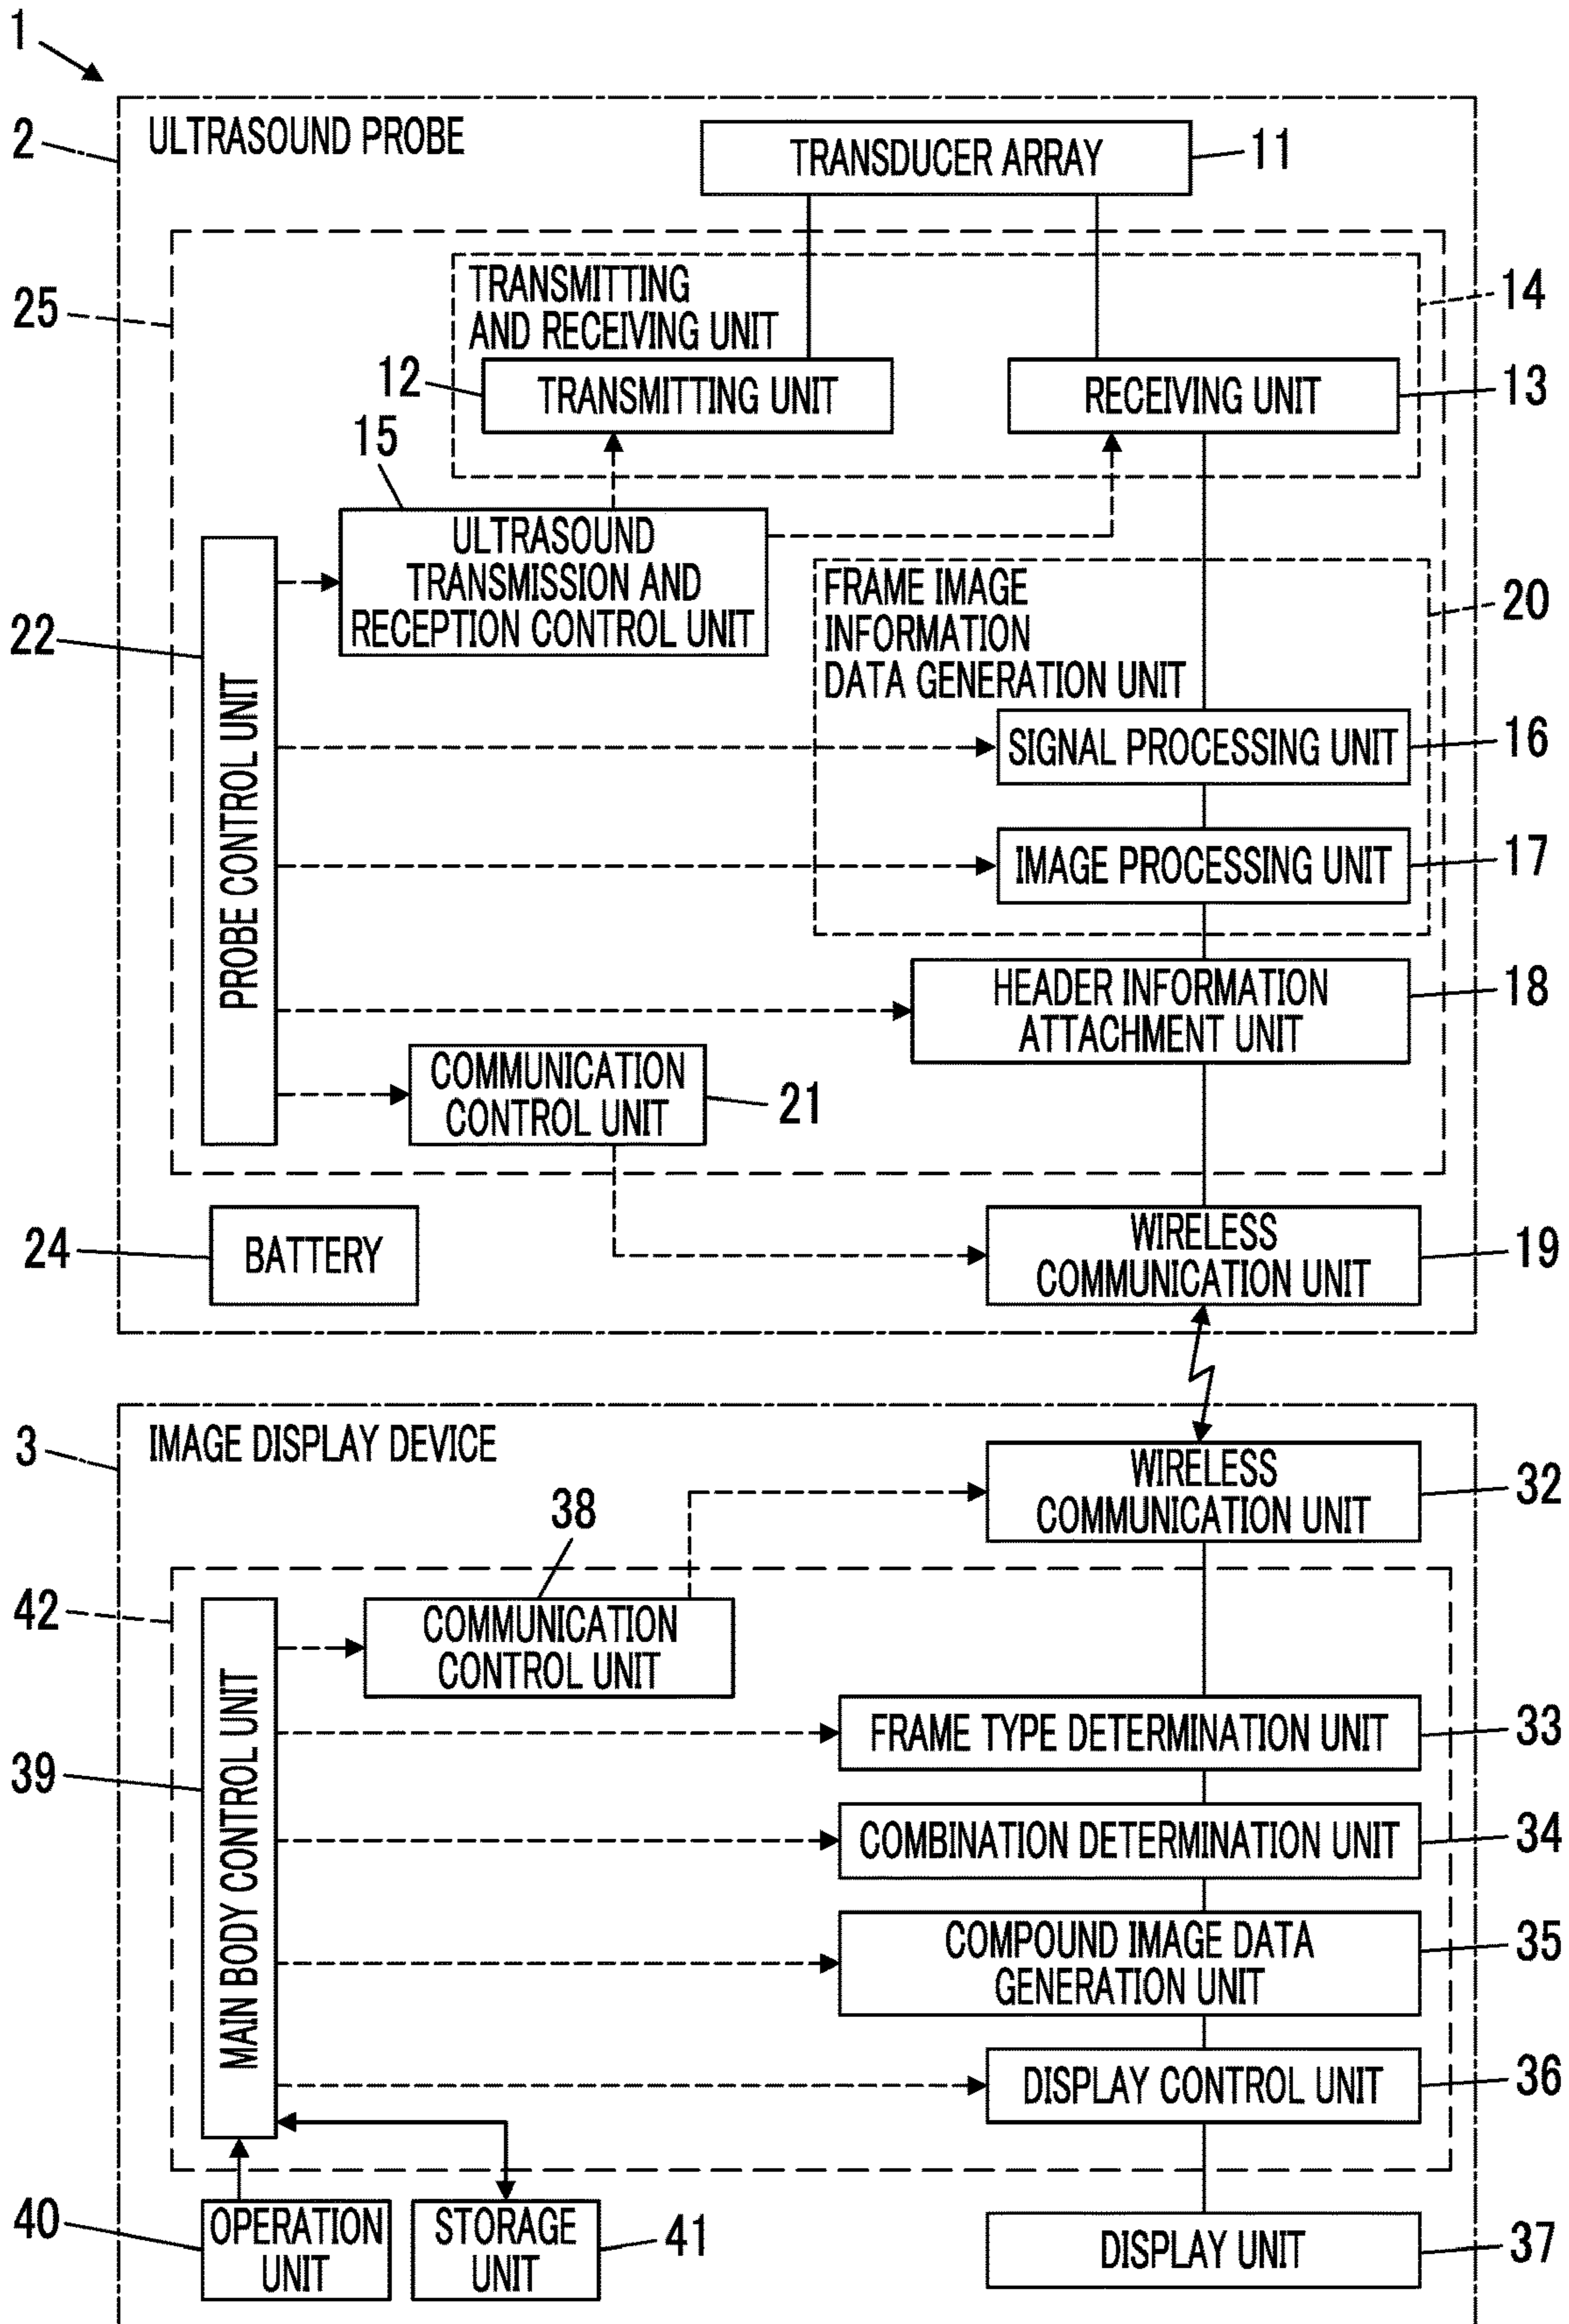 1
2
ULTRASOUND PROBE
TRANSDUCER ARRAY
11
25
TRANSMITTING
AND RECEIVING UNIT
14
12
TRANSMITTING UNIT
RECEIVING UNIT
13
15
ULTRASOUND
TRANSMISSION AND
RECEPTION CONTROL UNIT
22
PROBE CONTROL UNIT
FRAME IMAGE
INFORMATION
DATA GENERATION UNIT
20
SIGNAL PROCESSING UNIT
16
IMAGE PROCESSING UNIT
17
HEADER INFORMATION
ATTACHMENT UNIT
18
COMMUNICATION
CONTROL UNIT
21
24
BATTERY
WIRELESS
COMMUNICATION UNIT
19
3
IMAGE DISPLAY DEVICE
WIRELESS
COMMUNICATION UNIT
32
38
42
COMMUNICATION
CONTROL UNIT
39
MAIN BODY CONTROL UNIT
FRAME TYPE DETERMINATION UNIT
33
COMBINATION DETERMINATION UNIT
34
COMPOUND IMAGE DATA
GENERATION UNIT
35
DISPLAY CONTROL UNIT
36
40
OPERATION
UNIT
STORAGE
UNIT
41
DISPLAY UNIT
37